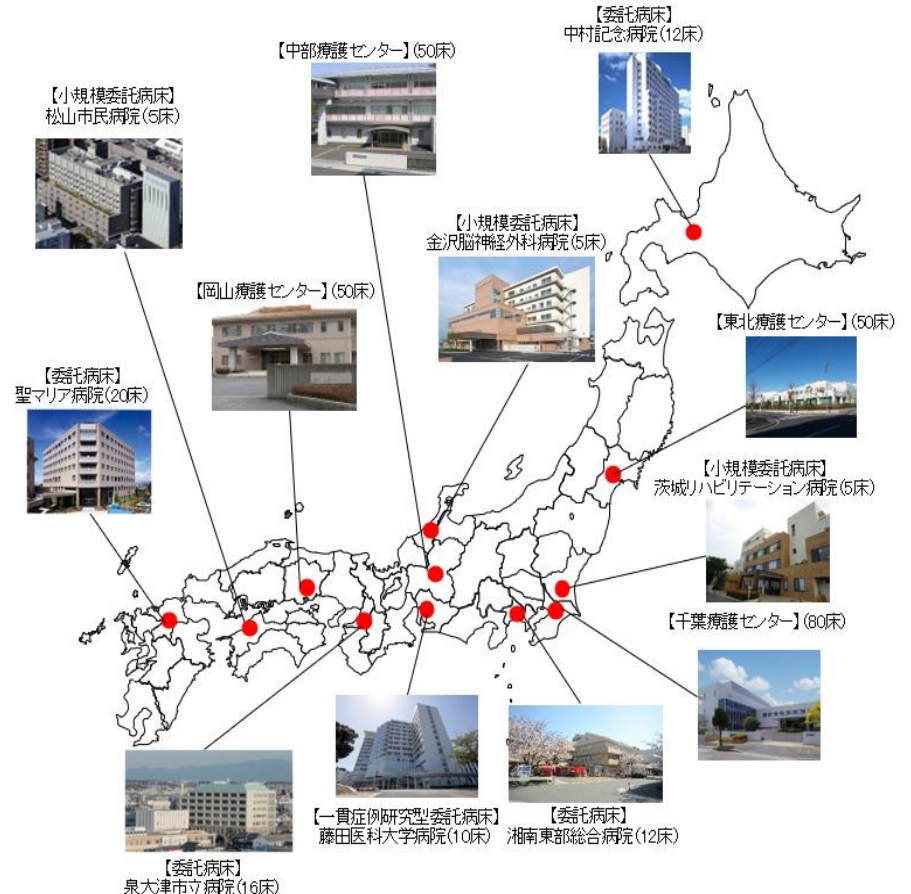 【委託病床】
中村記念病院(12床)
【中部療護センター】(50床)
【小規模委託病床】
松山市民病院(5床)
【小規模委託病床】
金沢脳神経外科病院(5床)
【岡山療護センター】(50床)
【東北療護センター】(50床)
【委託病床】
聖マリア病院(20床)
【小規模委託病床】
茨城リハビリテーション病院(5床)
【千葉療護センター】(80床)
【一貫症例研究型委託病床】
藤田医科大学病院(10床)
【委託病床】
湘南東部総合病院(12床)
【委託病床】
泉大津市立病院(16床)